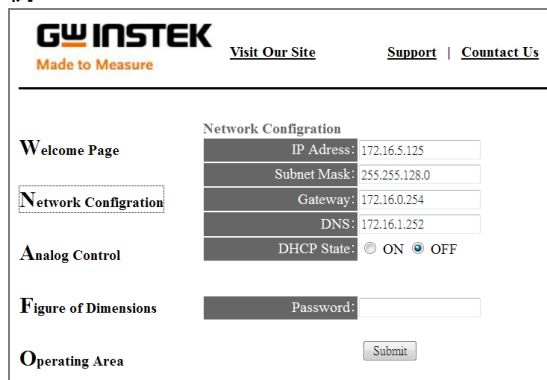 GW INSTEK
Made to Measure
Visit Our Site
Support | Countact Us
Welcome Page
Network Configration
Analog Control
Figure of Dimensions
Operating Area
Network Configration
IP Adress: 172.16.5.125
Subnet Mask: 255.255.128.0
Gateway: 172.16.0.254
DNS: 172.16.1.252
DHCP State: ON OFF
Password:
Submit